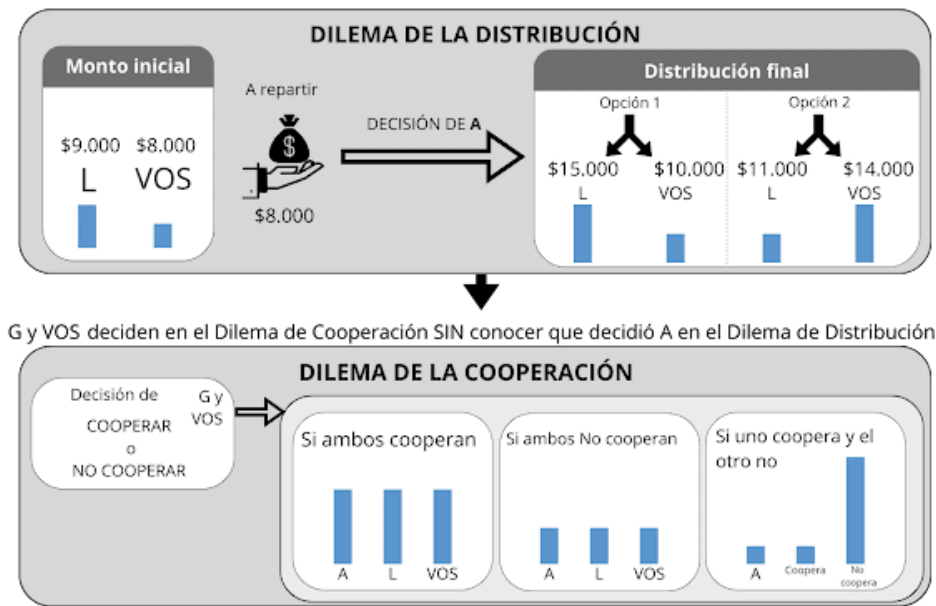 DILEMA DE LA DISTRIBUCIÓN
Monto inicial
$9.000 $8.000
L VOS
A repartir
$
$8.000
DECISIÓN DE A
Distribución final
Opción 1 Opción 2
$15.000 $10.000 $11.000 $14.000
L VOS L VOS
G y VOS deciden en el Dilema de Cooperación SIN conocer que decidió A en el Dilema de Distribución
DILEMA DE LA COOPERACIÓN
Decisión de
COOPERAR
o
NO COOPERAR
G y
VOS
Si ambos cooperan
A L VOS
Si ambos No cooperan
A L VOS
Si uno coopera y el
otro no
A Coopera No
coopera